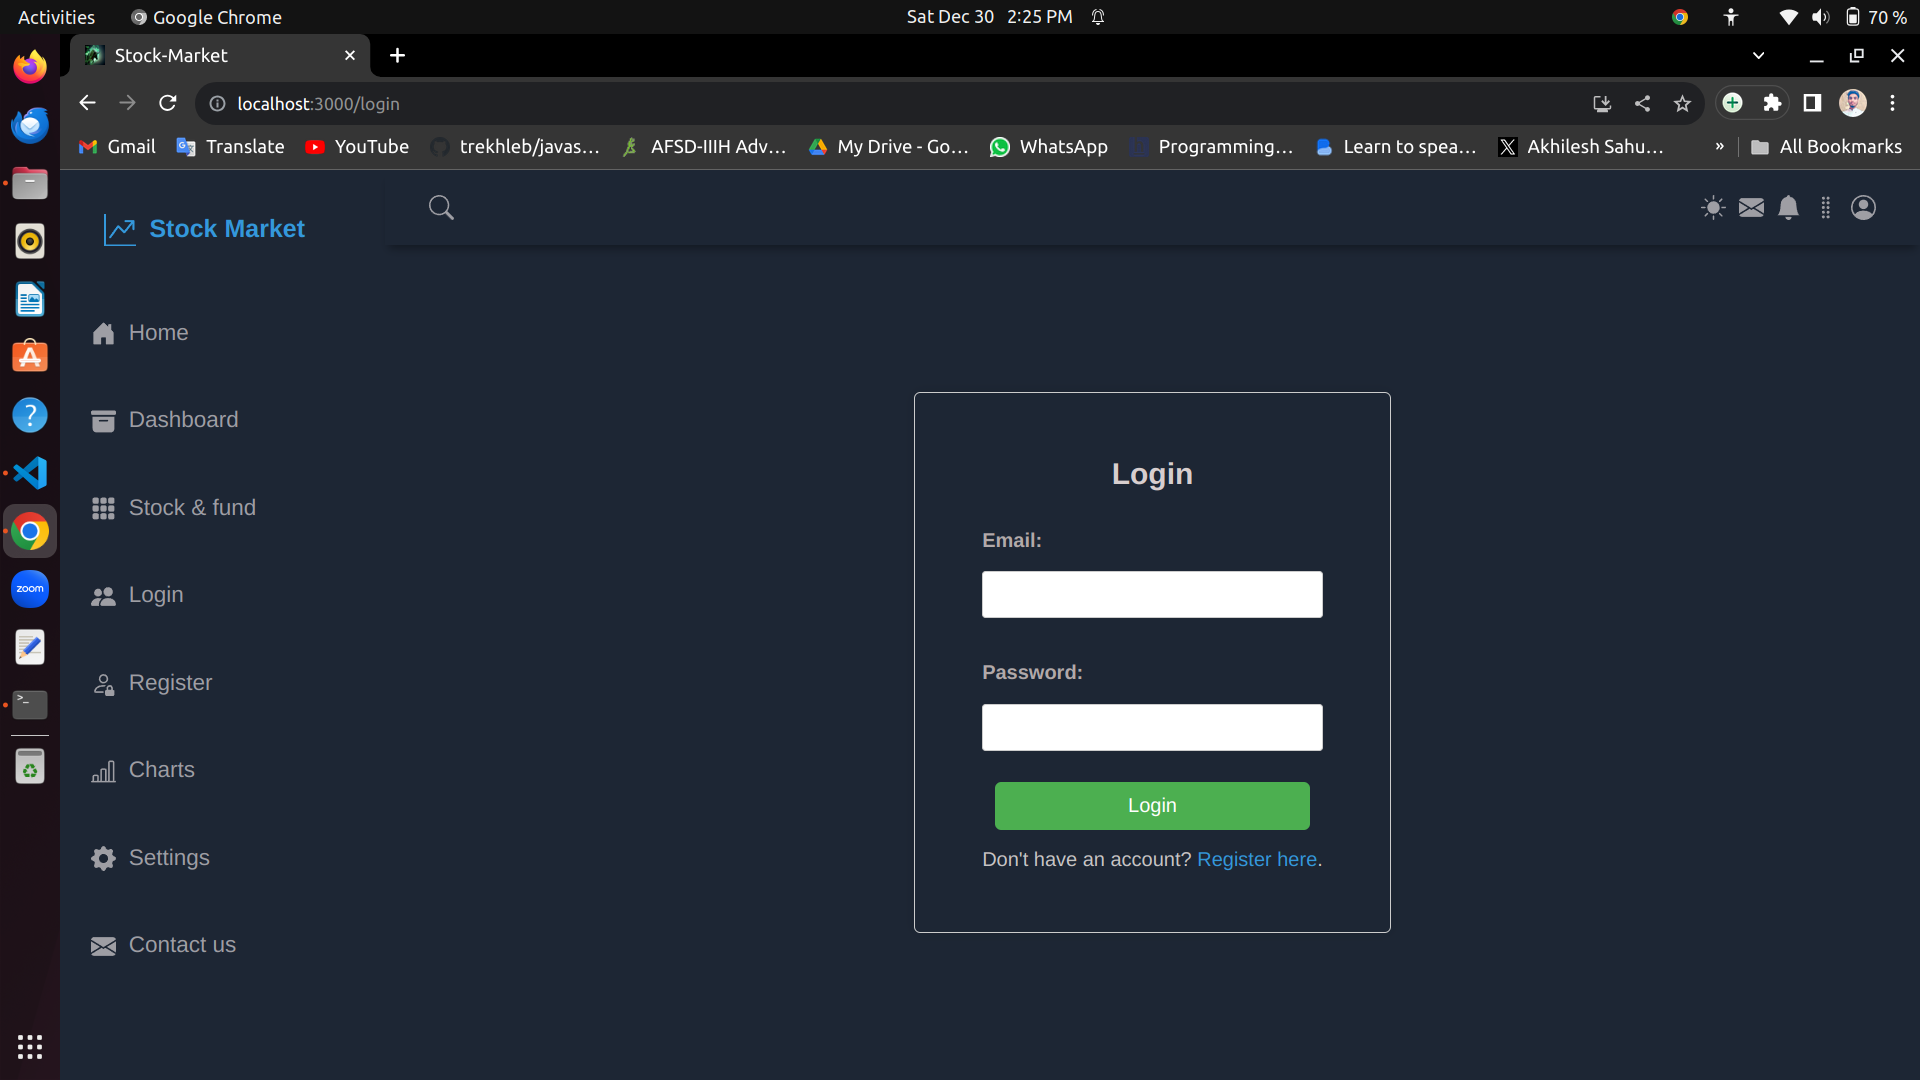 Activities
Google Chrome
Sat Dec 30 2:25 PM
70 %
Stock-Market
localhost:3000/login
Gmail
Translate
YouTube
trekhleb/javas...
AFSD-IIIH Adv...
My Drive - Go...
WhatsApp
Programming...
Learn to spea...
Akhilesh Sahu...
»
All Bookmarks
Stock Market
Home
Dashboard
Stock & fund
Login
Register
Charts
Settings
Contact us
zoom
Login
Email:
Password:
Login
Don't have an account? Register here.